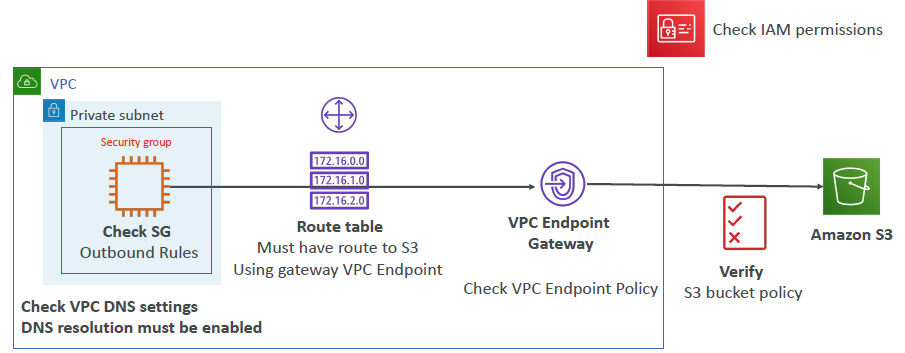 Check IAM permissions
VPC
Private subnet
Security group
Check SG
Outbound Rules
172.16.0.0
172.16.1.0
172.16.2.0
Route table
Must have route to S3
Using gateway VPC Endpoint
VPC Endpoint
Gateway
Check VPC Endpoint Policy
Verify
S3 bucket policy
Amazon S3
Check VPC DNS settings
DNS resolution must be enabled